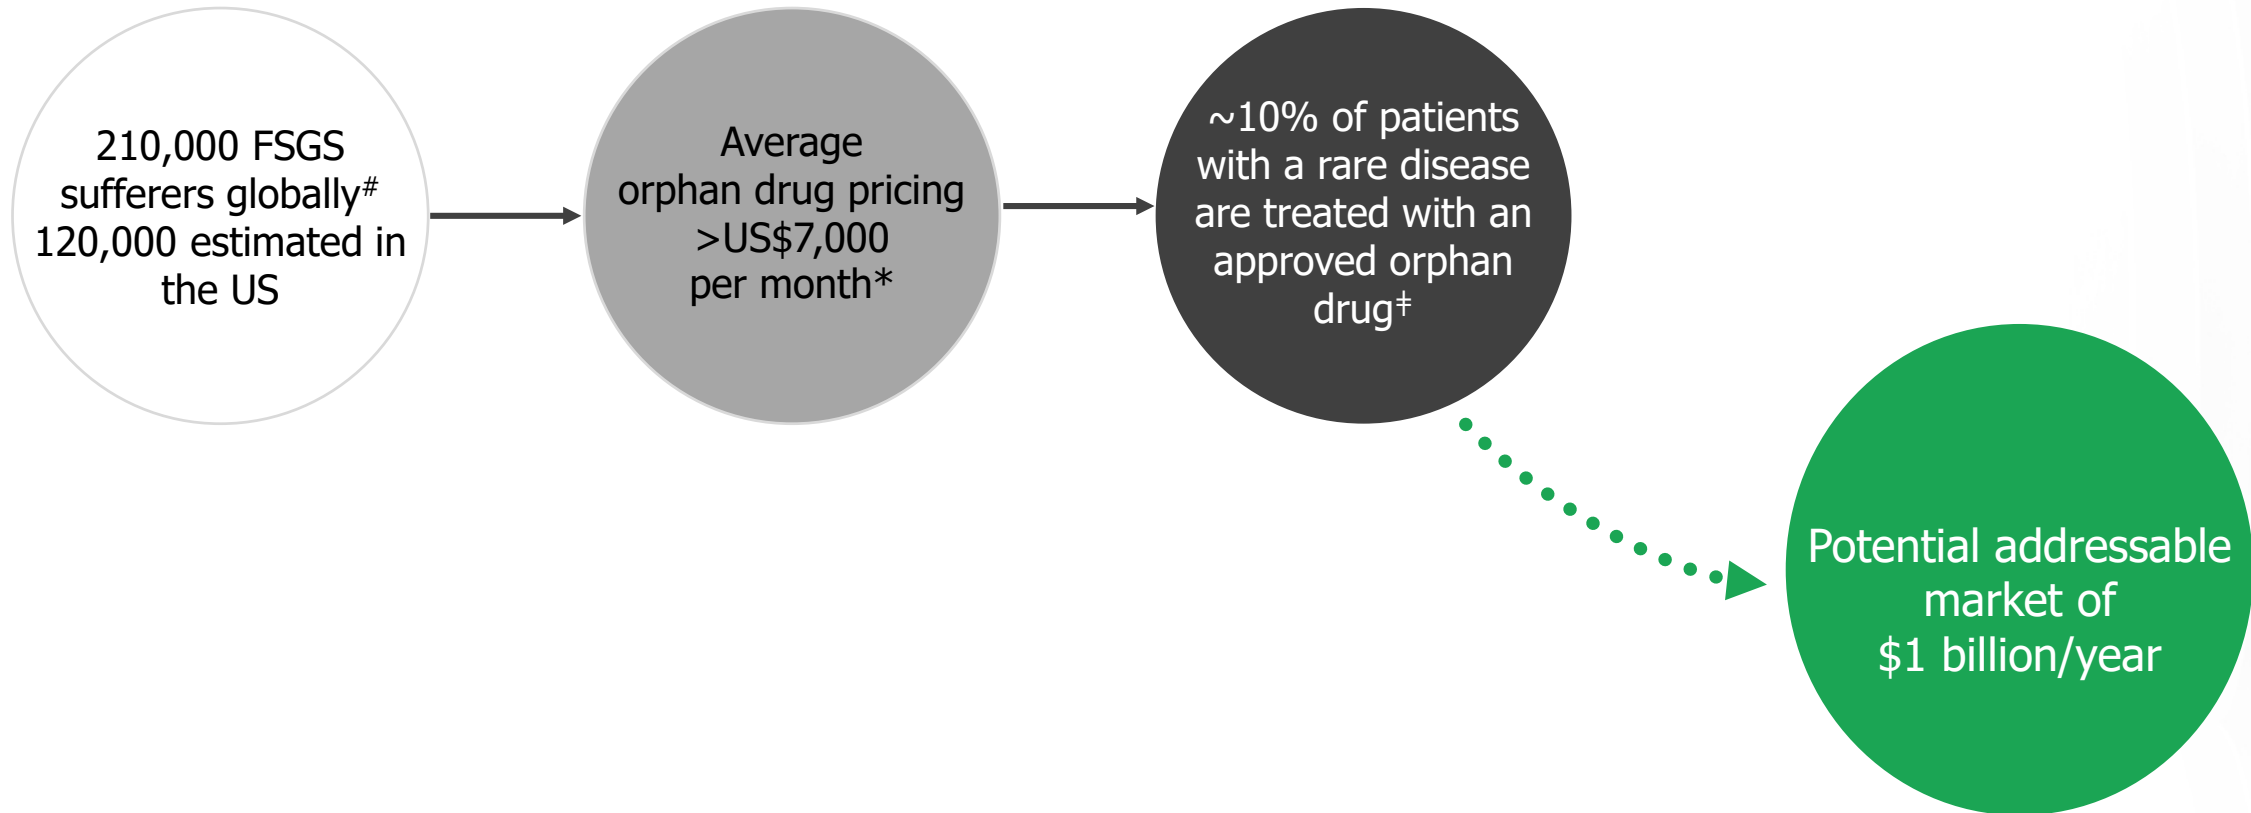 210,000 FSGS
sufferers globally#
120,000 estimated in
the US
Average
orphan drug pricing
>US$7,000
per month*
~10% of patients
with a rare disease
are treated with an
approved orphan
drugǂ
Potential addressable
market of
$1 billion/year